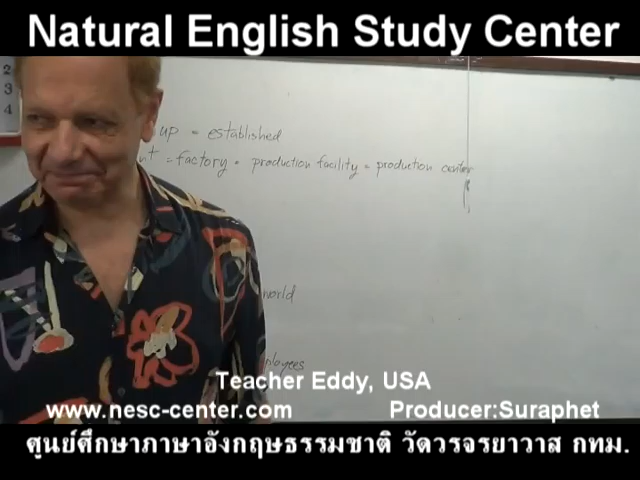 Natural English Study Center
2
3
4
up = established
= factory = production facility = production center
world
Teacher Eddy, USA
www.nesc-center.com Producer:Suraphet
ศูนย์ศึกษาภาษาอังกฤษธรรมชาติ วัดวรจรยาวาส กทม.